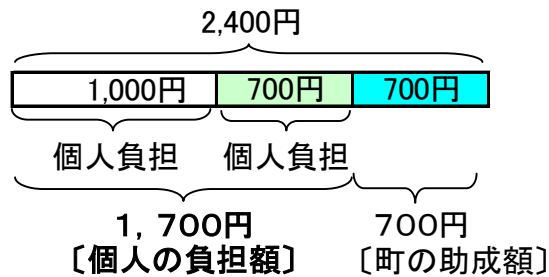 2,400円
1,000円 700円 700円
個人負担 個人負担
１，７００円 ７００円
〔個人の負担額〕 〔町の助成額〕